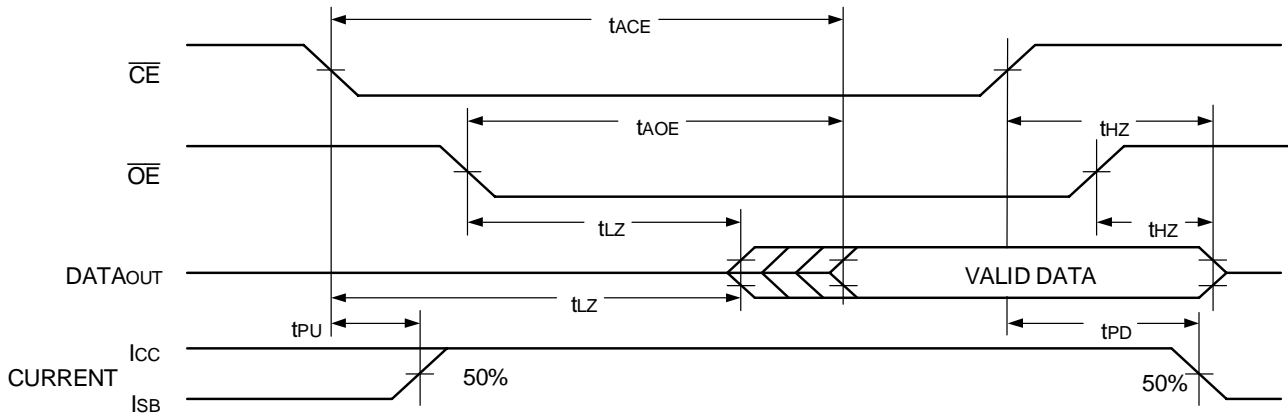 tACE
CE
tAOE
tHZ
OE
tLZ
tHZ
DATAOUT
VALID DATA
tLZ
tPU
tPD
ICC
CURRENT
50%
50%
ISB